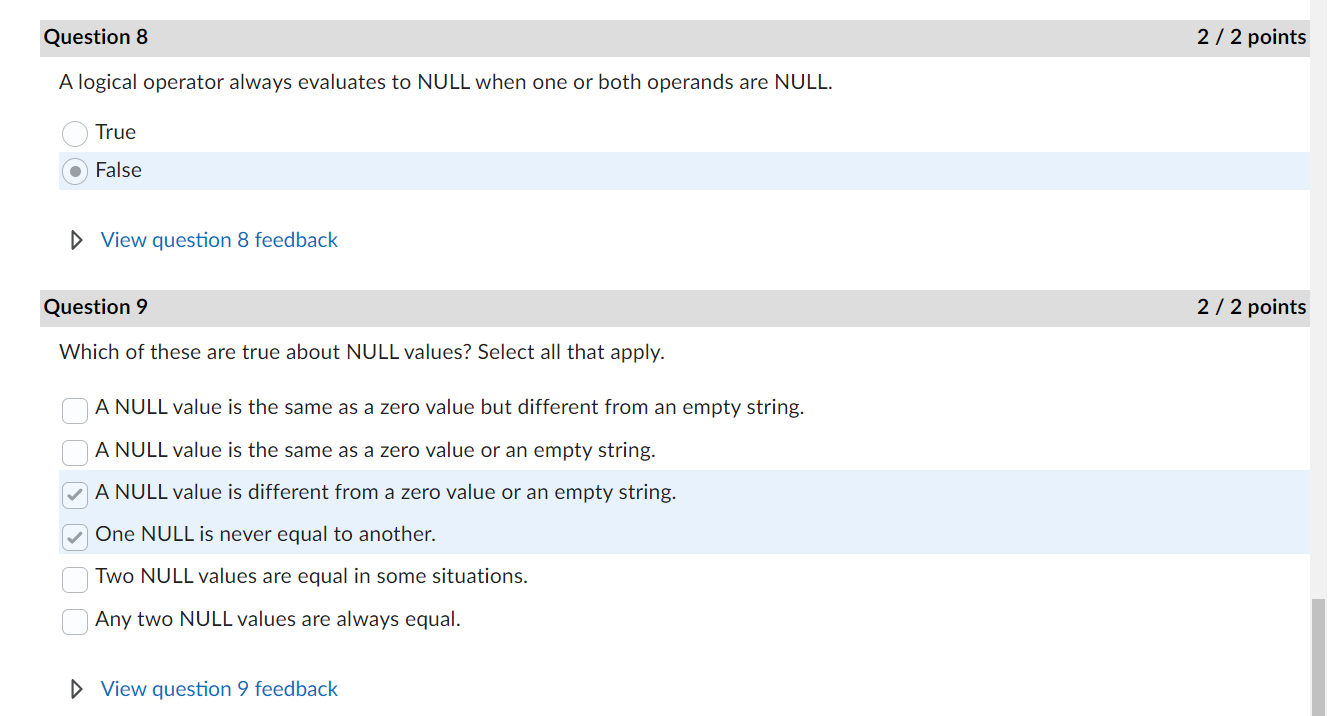 Question 8 2 / 2 points
A logical operator always evaluates to NULL when one or both operands are NULL.
True
False
View question 8 feedback
Question 9 2 / 2 points
Which of these are true about NULL values? Select all that apply.
A NULL value is the same as a zero value but different from an empty string.
A NULL value is the same as a zero value or an empty string.
A NULL value is different from a zero value or an empty string.
One NULL is never equal to another.
Two NULL values are equal in some situations.
Any two NULL values are always equal.
View question 9 feedback